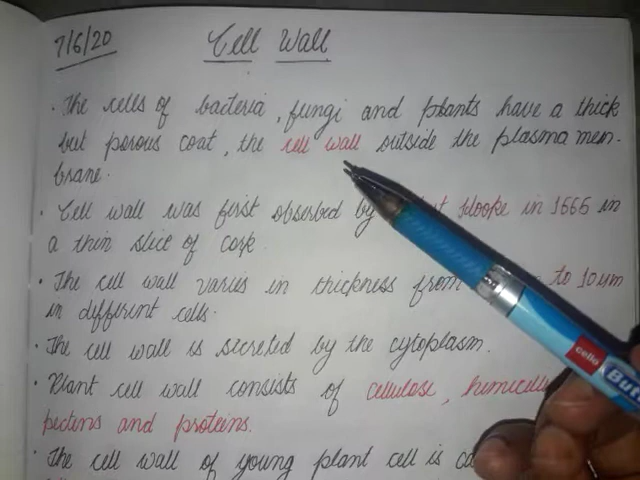 7/6/20
Cell Wall
· The cells of bacteria, fungi and plants have a thick
but porous coat, the cell wall outside the plasma mem-
brane.
· Cell wall was first observed by Hooke in 1665 in
a thin slice of cork
· The cell wall varies in thickness from to 10um
in different cells.
· The cell wall is secreted by the cytoplasm.
· Plant cell wall consists of cellulose,
pectins and proteins.
· The cell wall of young plant cell is
cello